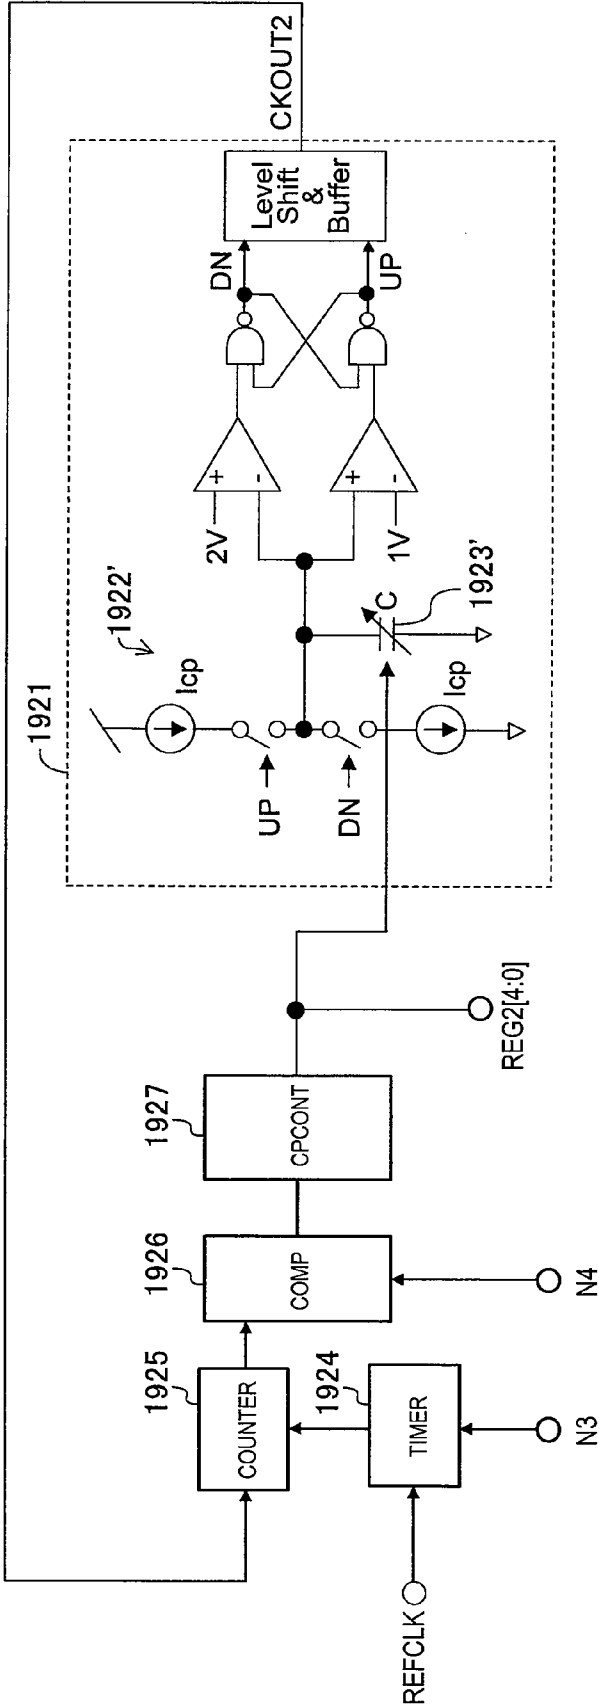 1921
1922'
Icp
UP
DN
Icp
C
1923'
2V
+
-
+
-
1V
DN
UP
Level
Shift
&
Buffer
CKOUT2
REFCLK
1924
TIMER
N3
1925
COUNTER
1926
COMP
N4
1927
CPCONT
REG2[4:0]